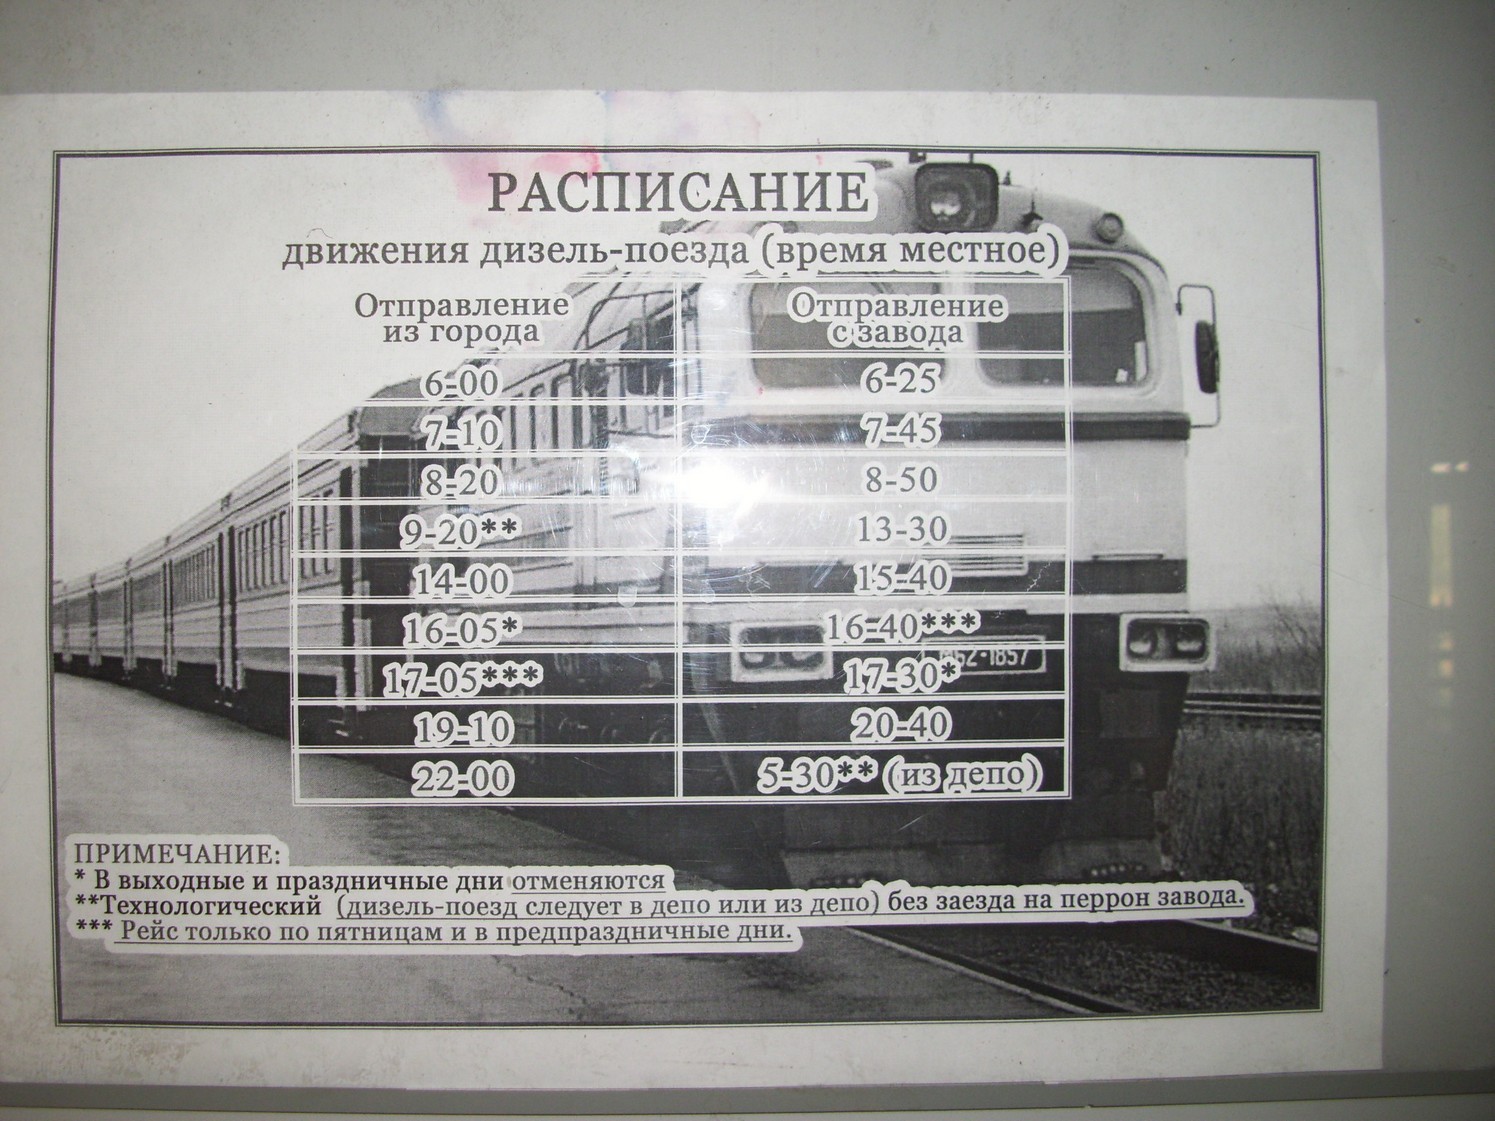 РАСПИСАНИЕ
движения дизель-поезда (время местное)
Отправление из города Отправление с завода
6-00 6-25
7-10 7-45
8-20 8-50
9-20** 13-30
14-00 15-40
16-05* 16-40***
17-05*** 17-30*
19-10 20-40
22-00 5-30** (из депо)
62-1857
ПРИМЕЧАНИЕ:
* В выходные и праздничные дни отменяются
**Технологический (дизель-поезд следует в депо или из депо) без заезда на перрон завода.
*** Рейс только по пятницам и в предпраздничные дни.